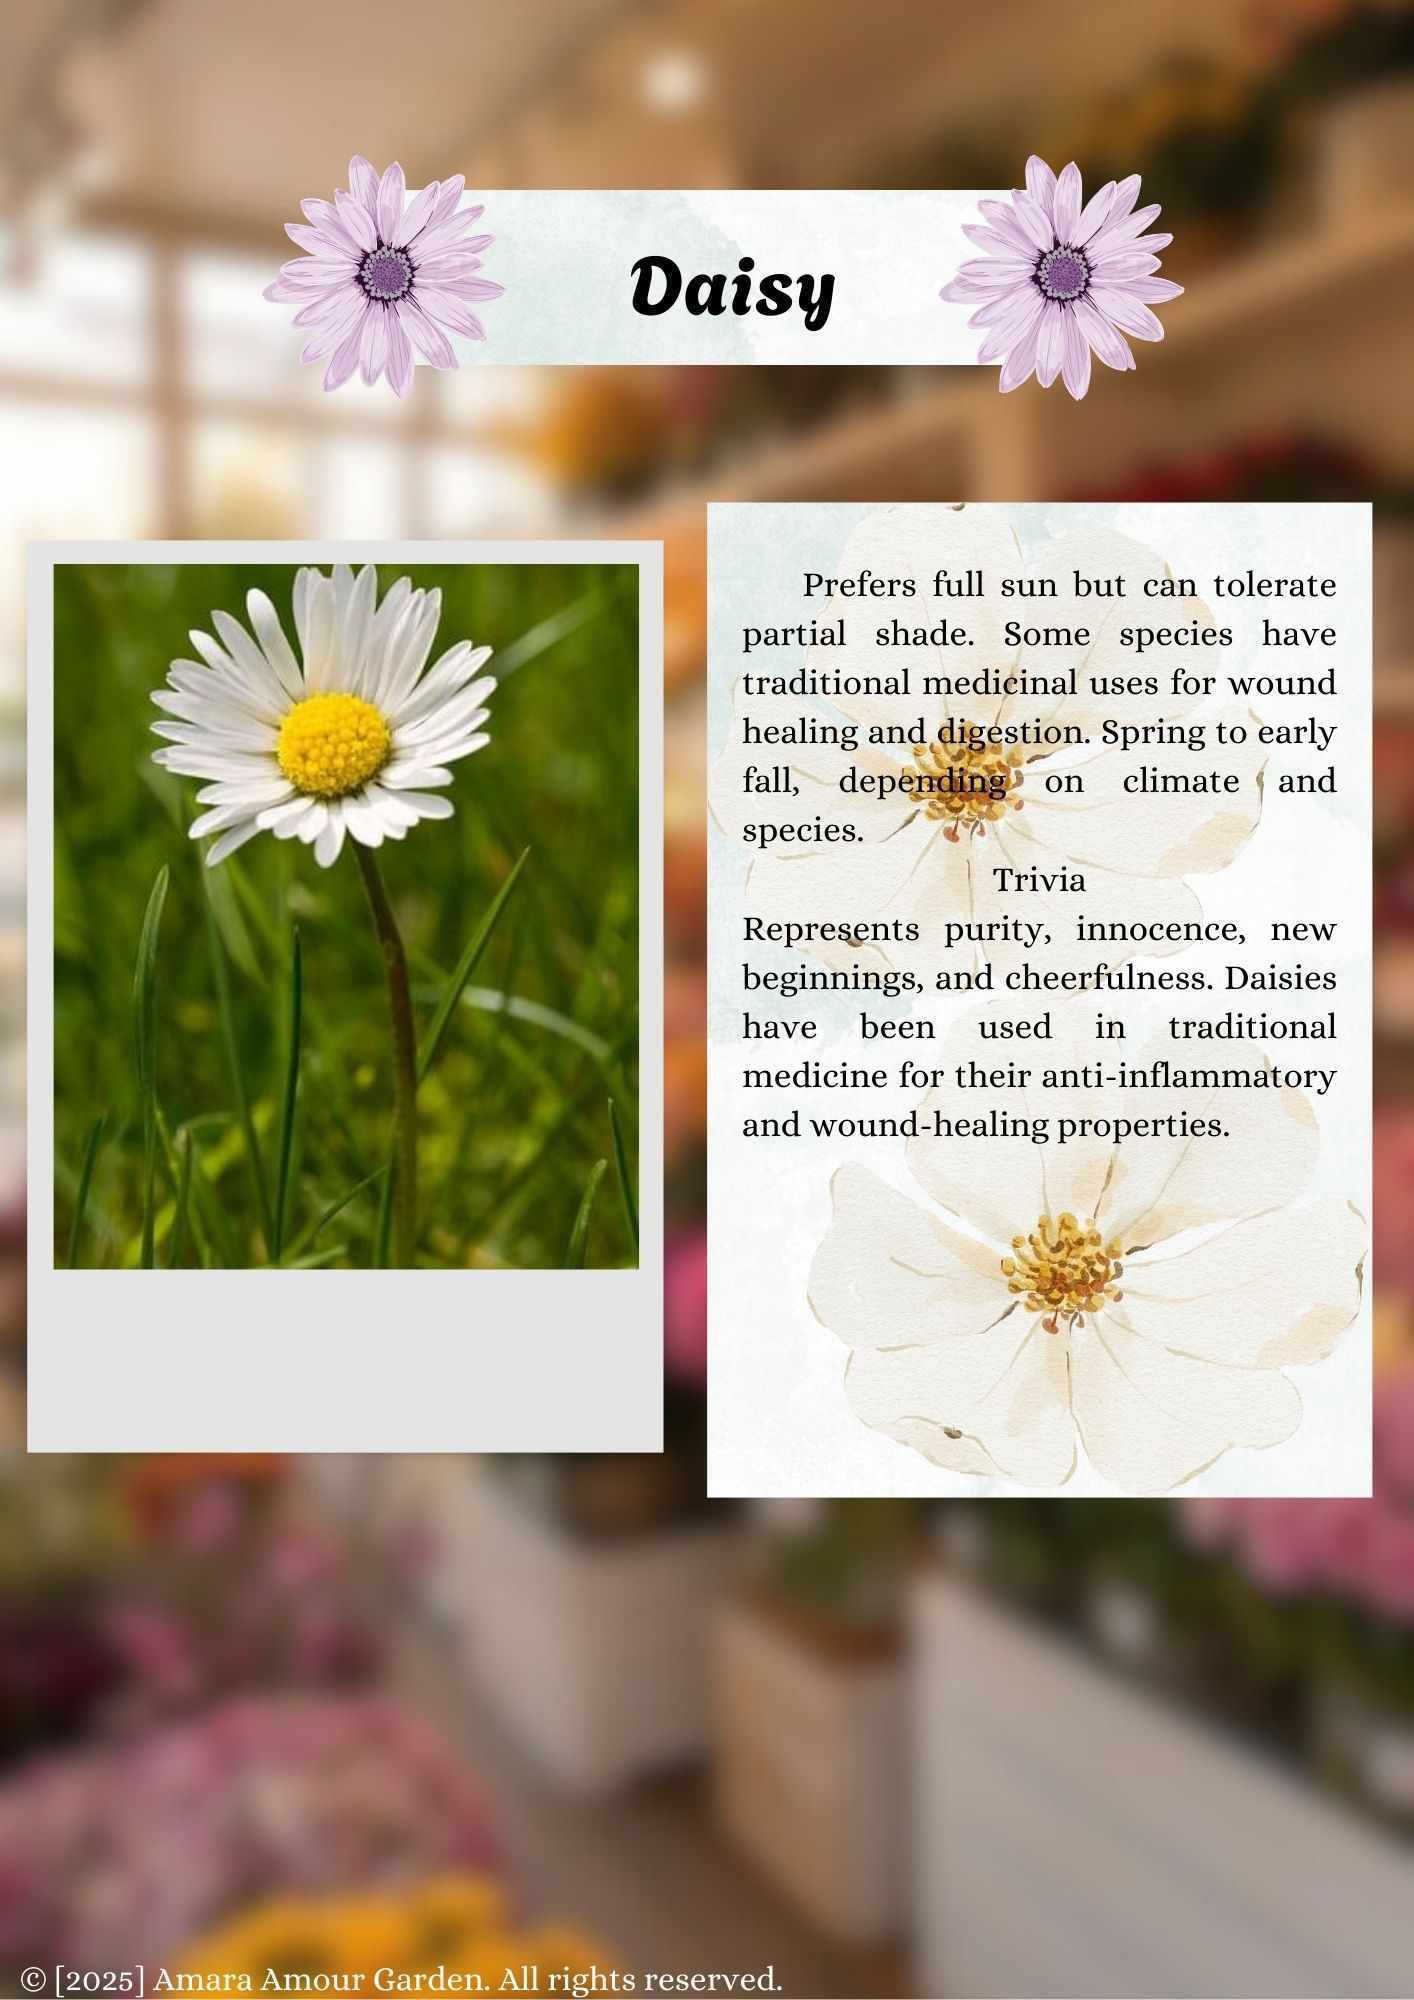 Daisy
Prefers full sun but can tolerate
partial shade. Some species have
traditional medicinal uses for wound
healing and digestion. Spring to early
fall, depending on climate and
species.
Trivia
Represents purity, innocence, new
beginnings, and cheerfulness. Daisies
have been used in traditional
medicine for their anti-inflammatory
and wound-healing properties.
© [2025] Amara Amour Garden. All rights reserved.